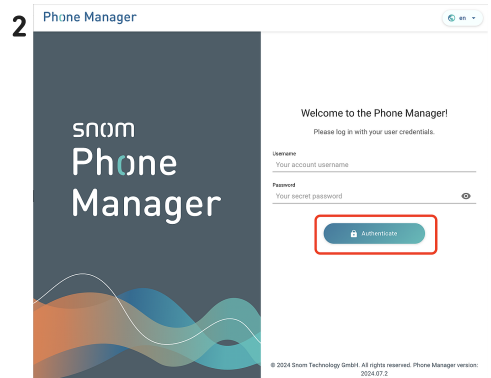 2
Phone Manager
en
snom
Phone
Manager
Welcome to the Phone Manager!
Please log in with your user credentials.
Username
Your account username
Password
Your secret password
Authenticate
© 2024 Snom Technology GmbH. All rights reserved. Phone Manager version:
2024.07.2